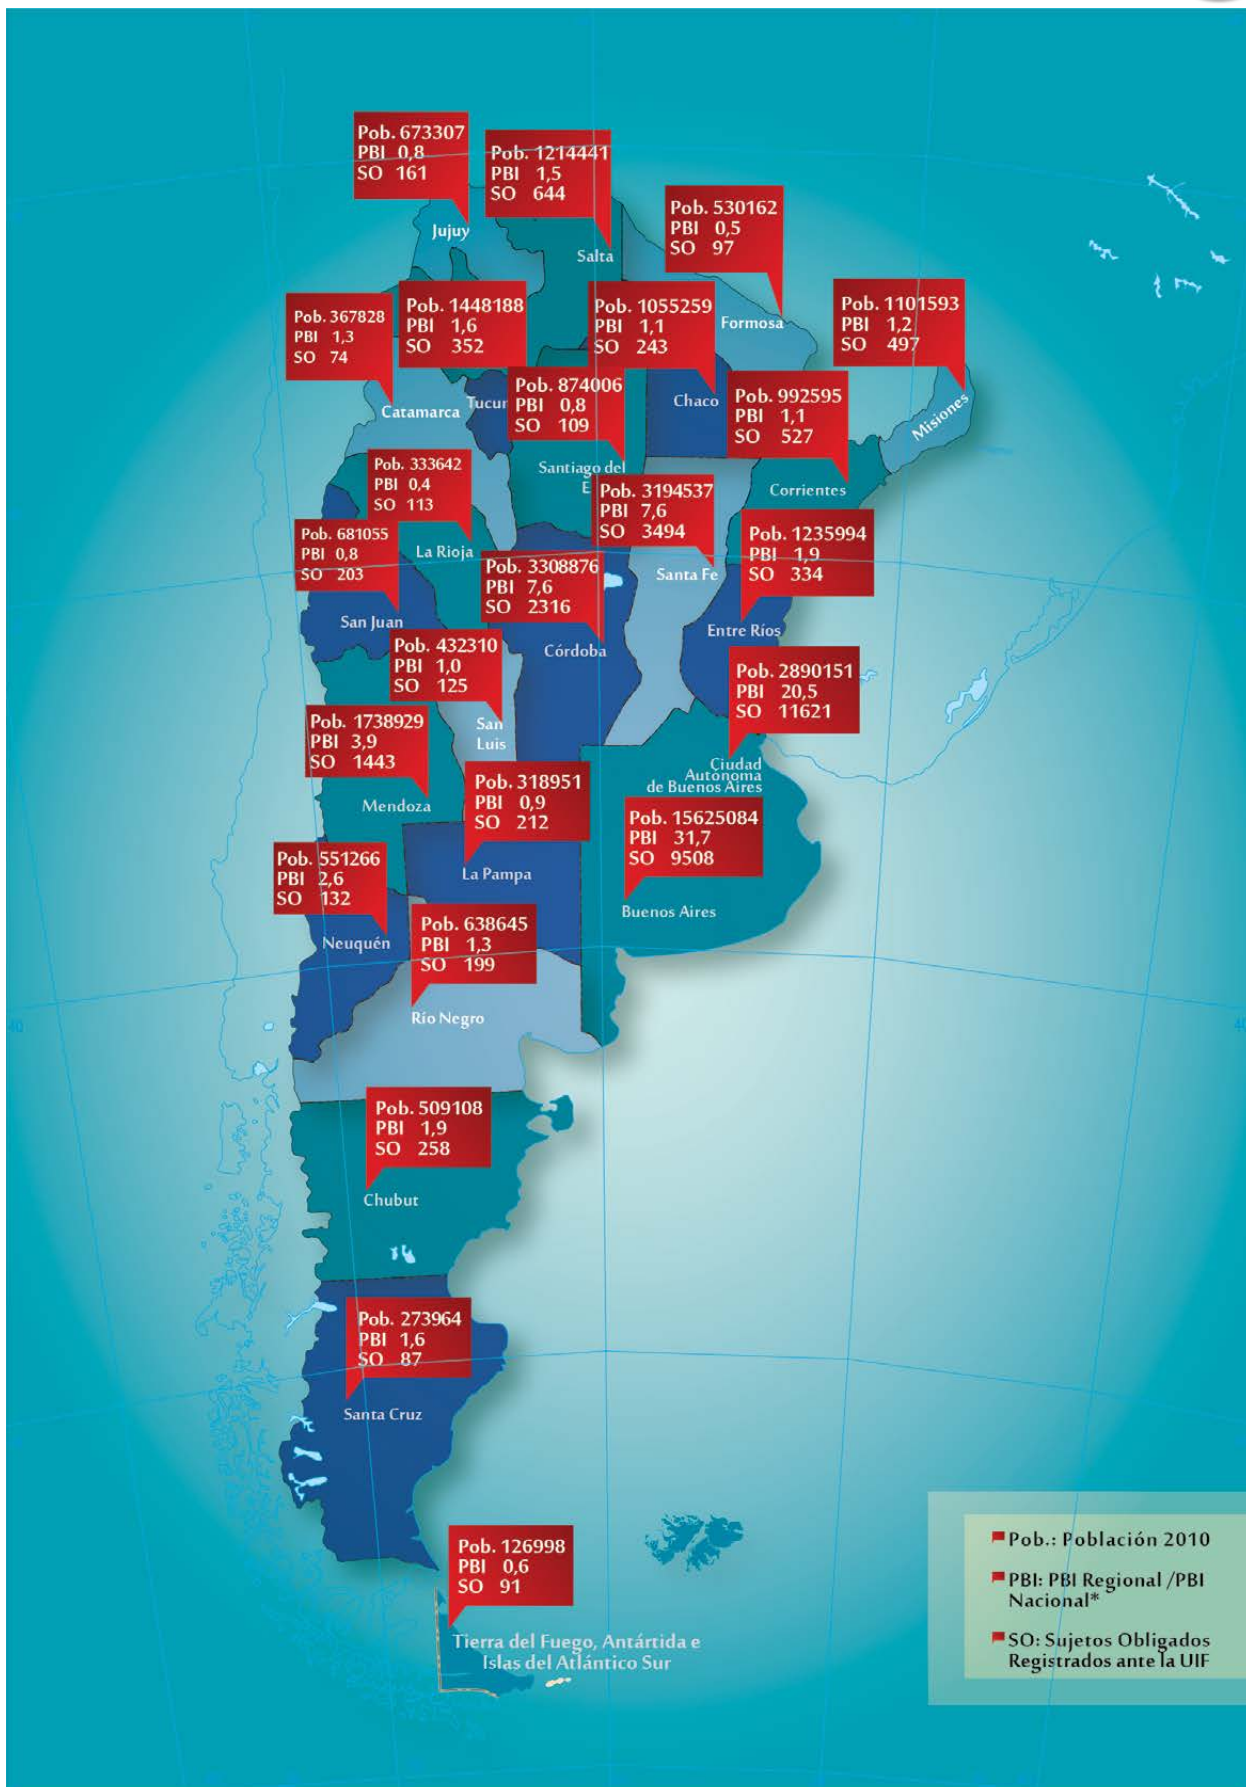 Pob. 673307
PBI 0,8
SO 161
Jujuy
Pob. 1214441
PBI 1,5
SO 644
Salta
Pob. 530162
PBI 0,5
SO 97
Formosa
Pob. 367828
PBI 1,3
SO 74
Catamarca
Pob. 1448188
PBI 1,6
SO 352
Tucur
Pob. 1055259
PBI 1,1
SO 243
Chaco
Pob. 1101593
PBI 1,2
SO 497
Misiones
Pob. 874006
PBI 0,8
SO 109
Santiago del
E
Pob. 992595
PBI 1,1
SO 527
Corrientes
Pob. 333642
PBI 0,4
SO 113
La Rioja
Pob. 3194537
PBI 7,6
SO 3494
Santa Fe
Pob. 681055
PBI 0,8
SO 203
San Juan
Pob. 3308876
PBI 7,6
SO 2316
Córdoba
Pob. 1235994
PBI 1,9
SO 334
Entre Ríos
Pob. 432310
PBI 1,0
SO 125
San
Luis
Pob. 2890151
PBI 20,5
SO 11621
Ciudad
Autónoma
de Buenos Aires
Pob. 1738929
PBI 3,9
SO 1443
Mendoza
Pob. 318951
PBI 0,9
SO 212
La Pampa
Pob. 15625084
PBI 31,7
SO 9508
Buenos Aires
Pob. 551266
PBI 2,6
SO 132
Neuquén
Pob. 638645
PBI 1,3
SO 199
Río Negro
40
40
Pob. 509108
PBI 1,9
SO 258
Chubut
Pob. 273964
PBI 1,6
SO 87
Santa Cruz
Pob. 126998
PBI 0,6
SO 91
Tierra del Fuego, Antártida e
Islas del Atlántico Sur
Pob.: Población 2010
PBI: PBI Regional /PBI
Nacional*
SO: Sujetos Obligados
Registrados ante la UIF